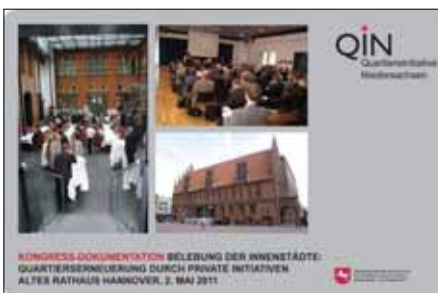 QiN
Quartiersinitiative
Niedersachsen
KONGRESS-DOKUMENTATION BELEBUNG DER INNENSTÄDTE:
QUARTIERSERNEUERUNG DURCH PRIVATE INITIATIVEN
ALTES RATHAUS HANNOVER, 2. MAI 2011